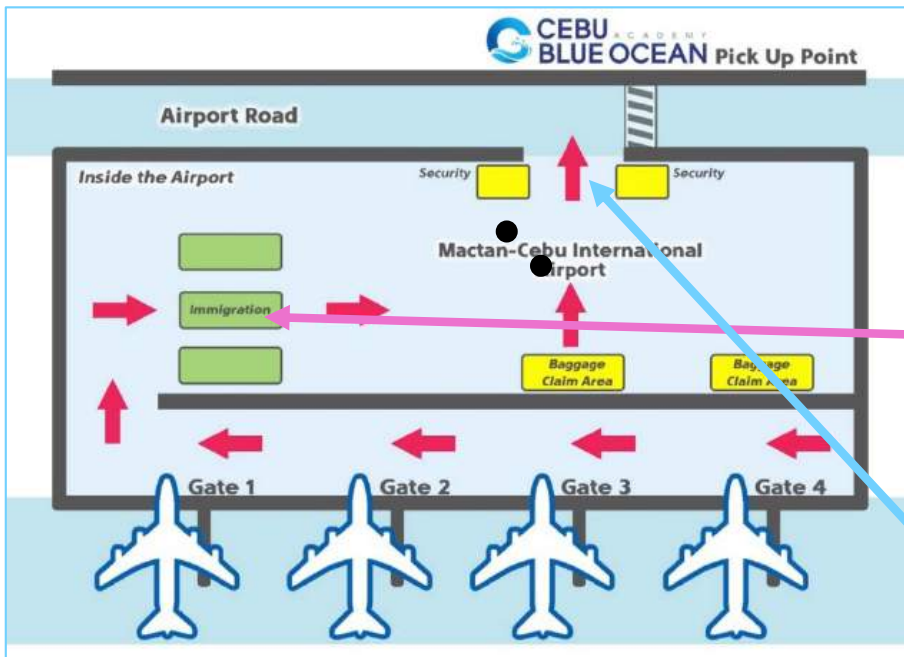 CEBU
ACADEMY
BLUE OCEAN Pick Up Point
Airport Road
Inside the Airport
Security
Security
Mactan-Cebu International
Airport
Immigration
Baggage
Claim Area
Baggage
Claim Area
Gate 1
Gate 2
Gate 3
Gate 4